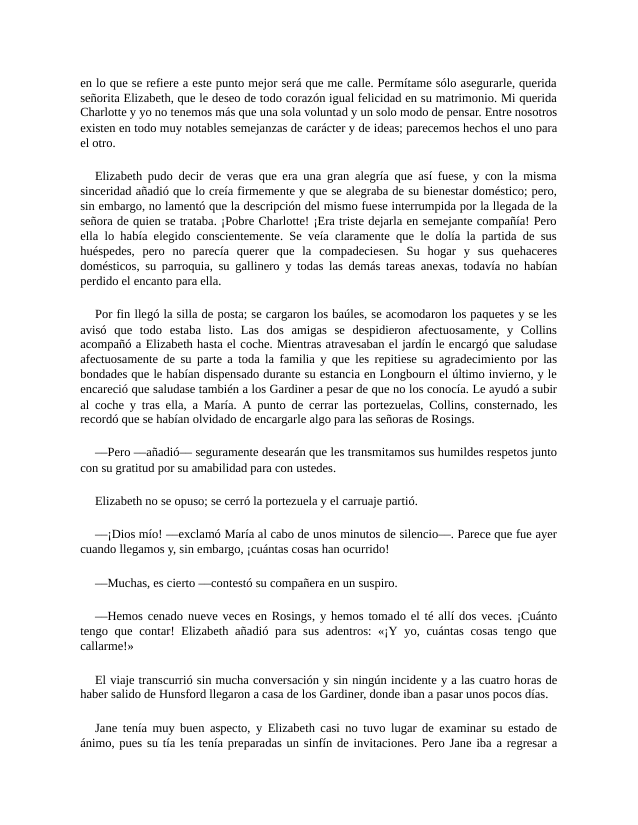 en lo que se refiere a este punto mejor será que me calle. Permítame sólo asegurarle, querida
señorita Elizabeth, que le deseo de todo corazón igual felicidad en su matrimonio. Mi querida
Charlotte y yo no tenemos más que una sola voluntad y un solo modo de pensar. Entre nosotros
existen en todo muy notables semejanzas de carácter y de ideas; parecemos hechos el uno para
el otro.
Elizabeth pudo decir de veras que era una gran alegría que así fuese, y con la misma
sinceridad añadió que lo creía firmemente y que se alegraba de su bienestar doméstico; pero,
sin embargo, no lamentó que la descripción del mismo fuese interrumpida por la llegada de la
señora de quien se trataba. ¡Pobre Charlotte! ¡Era triste dejarla en semejante compañía! Pero
ella lo había elegido conscientemente. Se veía claramente que le dolía la partida de sus
huéspedes, pero no parecía querer que la compadeciesen. Su hogar y sus quehaceres
domésticos, su parroquia, su gallinero y todas las demás tareas anexas, todavía no habían
perdido el encanto para ella.
Por fin llegó la silla de posta; se cargaron los baúles, se acomodaron los paquetes y se les
avisó que todo estaba listo. Las dos amigas se despidieron afectuosamente, y Collins
acompañó a Elizabeth hasta el coche. Mientras atravesaban el jardín le encargó que saludase
afectuosamente de su parte a toda la familia y que les repitiese su agradecimiento por las
bondades que le habían dispensado durante su estancia en Longbourn el último invierno, y le
encareció que saludase también a los Gardiner a pesar de que no los conocía. Le ayudó a subir
al coche y tras ella, a María. A punto de cerrar las portezuelas, Collins, consternado, les
recordó que se habían olvidado de encargarle algo para las señoras de Rosings.
—Pero —añadió— seguramente desearán que les transmitamos sus humildes respetos junto
con su gratitud por su amabilidad para con ustedes.
Elizabeth no se opuso; se cerró la portezuela y el carruaje partió.
—¡Dios mío! —exclamó María al cabo de unos minutos de silencio—. Parece que fue ayer
cuando llegamos y, sin embargo, ¡cuántas cosas han ocurrido!
—Muchas, es cierto —contestó su compañera en un suspiro.
—Hemos cenado nueve veces en Rosings, y hemos tomado el té allí dos veces. ¡Cuánto
tengo que contar! Elizabeth añadió para sus adentros: «¡Y yo, cuántas cosas tengo que
callarme!»
El viaje transcurrió sin mucha conversación y sin ningún incidente y a las cuatro horas de
haber salido de Hunsford llegaron a casa de los Gardiner, donde iban a pasar unos pocos días.
Jane tenía muy buen aspecto, y Elizabeth casi no tuvo lugar de examinar su estado de
ánimo, pues su tía les tenía preparadas un sinfín de invitaciones. Pero Jane iba a regresar a